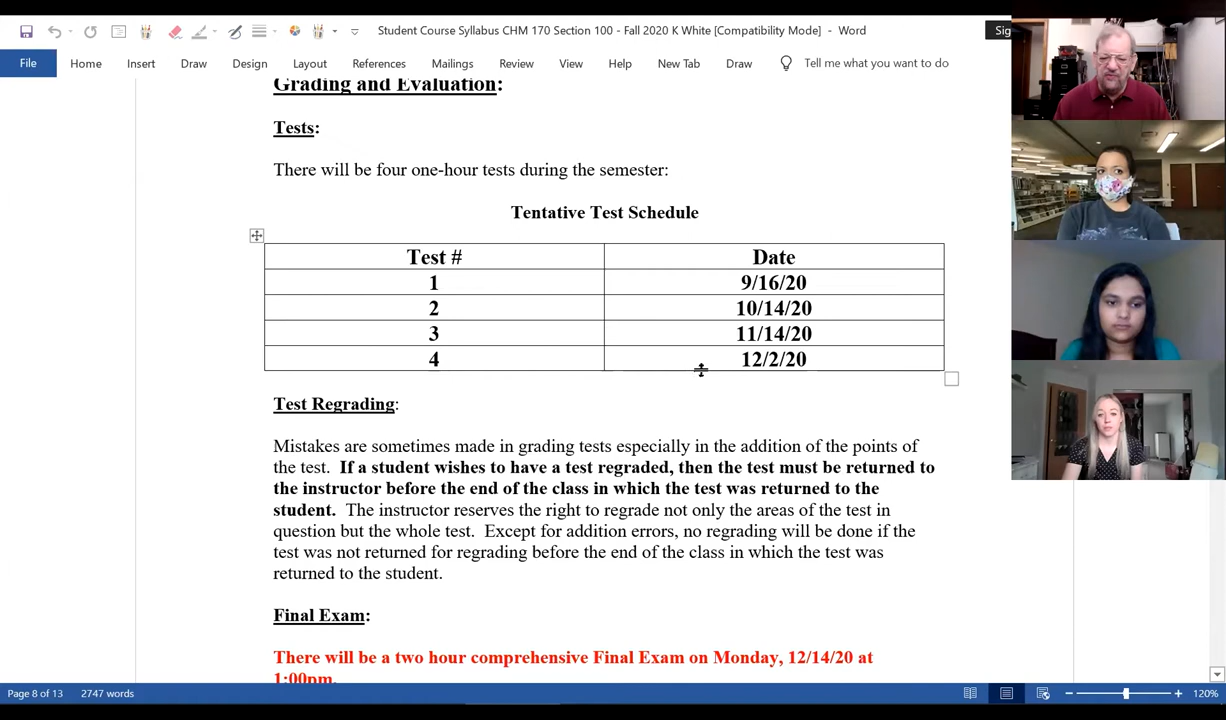 Student Course Syllabus CHM 170 Section 100 - Fall 2020 K White [Compatibility Mode] - Word
File Home Insert Draw Design Layout References Mailings Review View Help New Tab Draw Tell me what you want to do
Grading and Evaluation:
Tests:
There will be four one-hour tests during the semester:
Tentative Test Schedule
Test # Date
1 9/16/20
2 10/14/20
3 11/14/20
4 12/2/20
Test Regrading:
Mistakes are sometimes made in grading tests especially in the addition of the points of
the test. If a student wishes to have a test regraded, then the test must be returned to
the instructor before the end of the class in which the test was returned to the
student. The instructor reserves the right to regrade not only the areas of the test in
question but the whole test. Except for addition errors, no regrading will be done if the
test was not returned for regrading before the end of the class in which the test was
returned to the student.
Final Exam:
There will be a two hour comprehensive Final Exam on Monday, 12/14/20 at
1:00pm.
Page 8 of 13 2747 words 120%